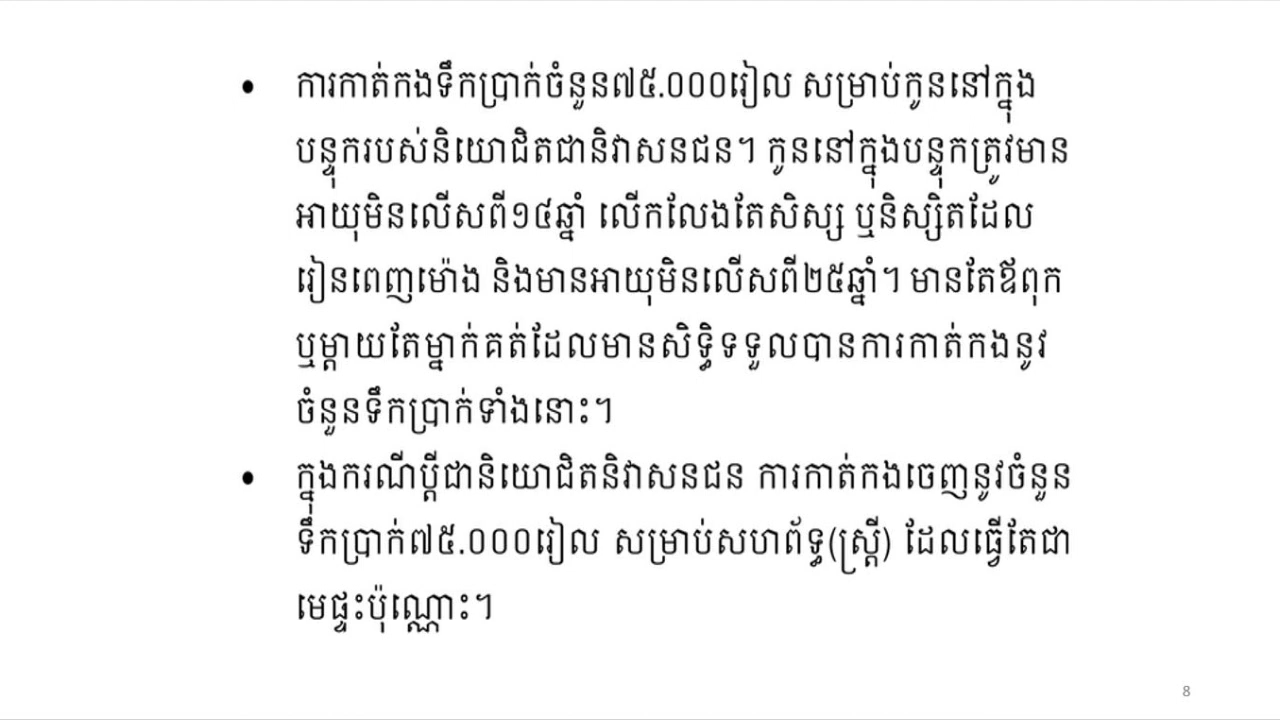 • ការកាត់កងទឹកប្រាក់ចំនួន៧៥.០០០រៀល សម្រាប់កូននៅក្នុង
បន្ទុករបស់និយោជិតជានិវាសនជន។ កូននៅក្នុងបន្ទុកត្រូវមាន
អាយុមិនលើសពី១៤ឆ្នាំ លើកលែងតែសិស្ស ឬនិស្សិតដែល
រៀនពេញម៉ោង និងមានអាយុមិនលើសពី២៥ឆ្នាំ។ មានតែឪពុក
ឬម្តាយតែម្នាក់គត់ដែលមានសិទ្ធិទទួលបានការកាត់កងនូវ
ចំនួនទឹកប្រាក់ទាំងនោះ។
• ក្នុងករណីប្តីជានិយោជិតនិវាសនជន ការកាត់កងចេញនូវចំនួន
ទឹកប្រាក់៧៥.០០០រៀល សម្រាប់សហព័ទ្ធ(ស្ត្រី) ដែលធ្វើតែជា
មេផ្ទះប៉ុណ្ណោះ។
8